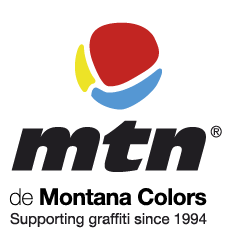 mtn®
de Montana Colors
Supporting graffiti since 1994